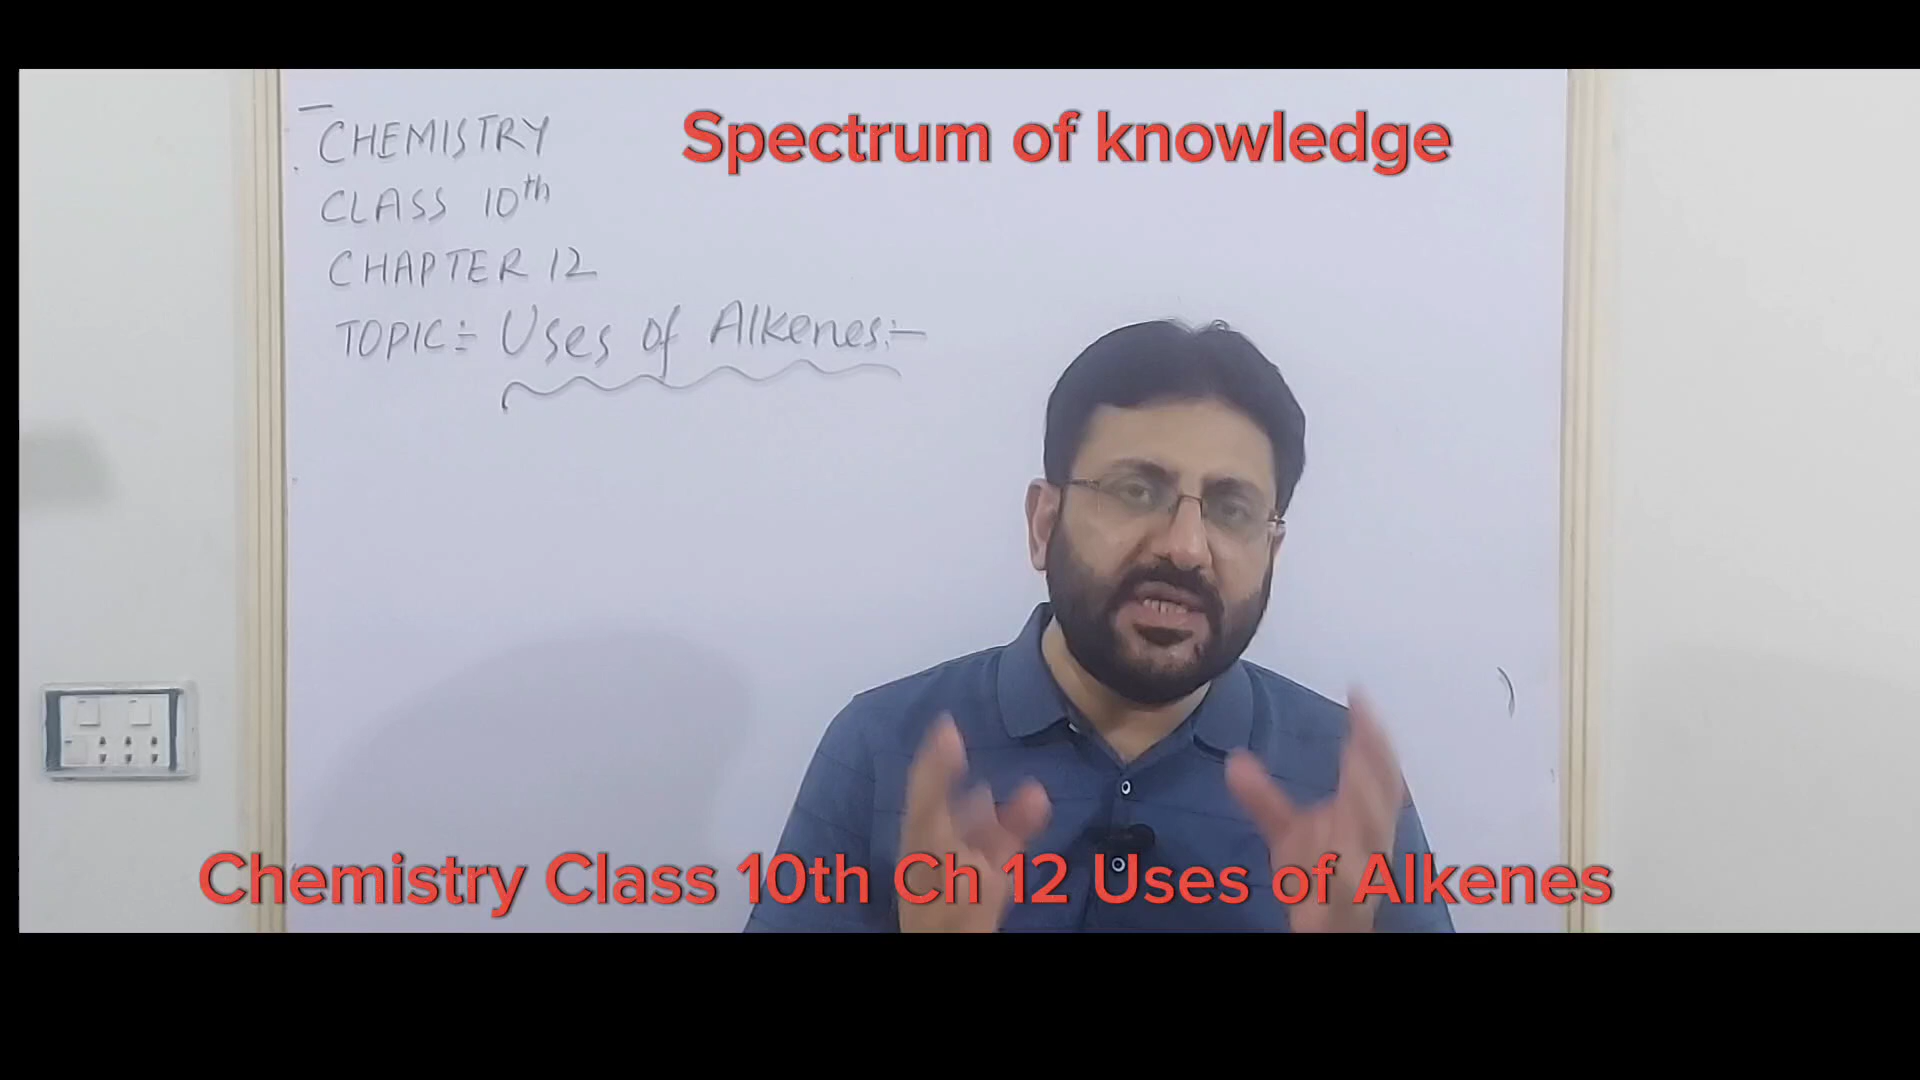 CHEMISTRY
Spectrum of knowledge
CLASS 10th
CHAPTER 12
TOPIC:- Uses of Alkenes:-
Chemistry Class 10th Ch 12 Uses of Alkenes